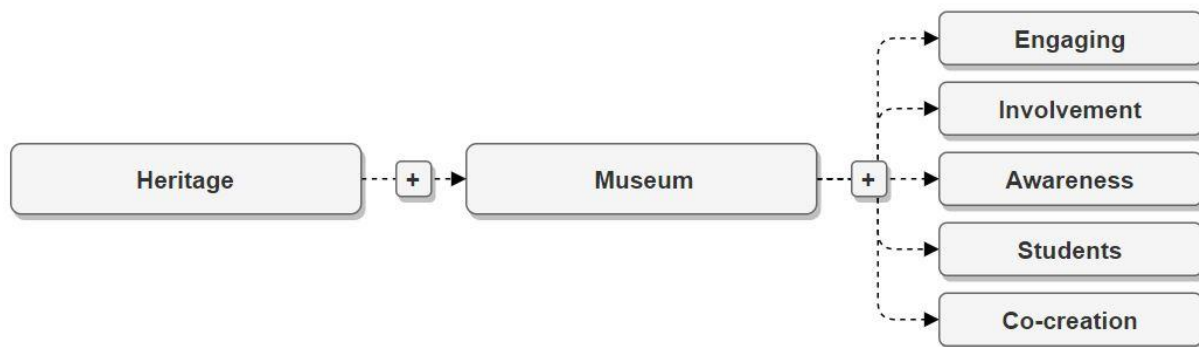 Heritage
+
Museum
+
Engaging
Involvement
Awareness
Students
Co-creation